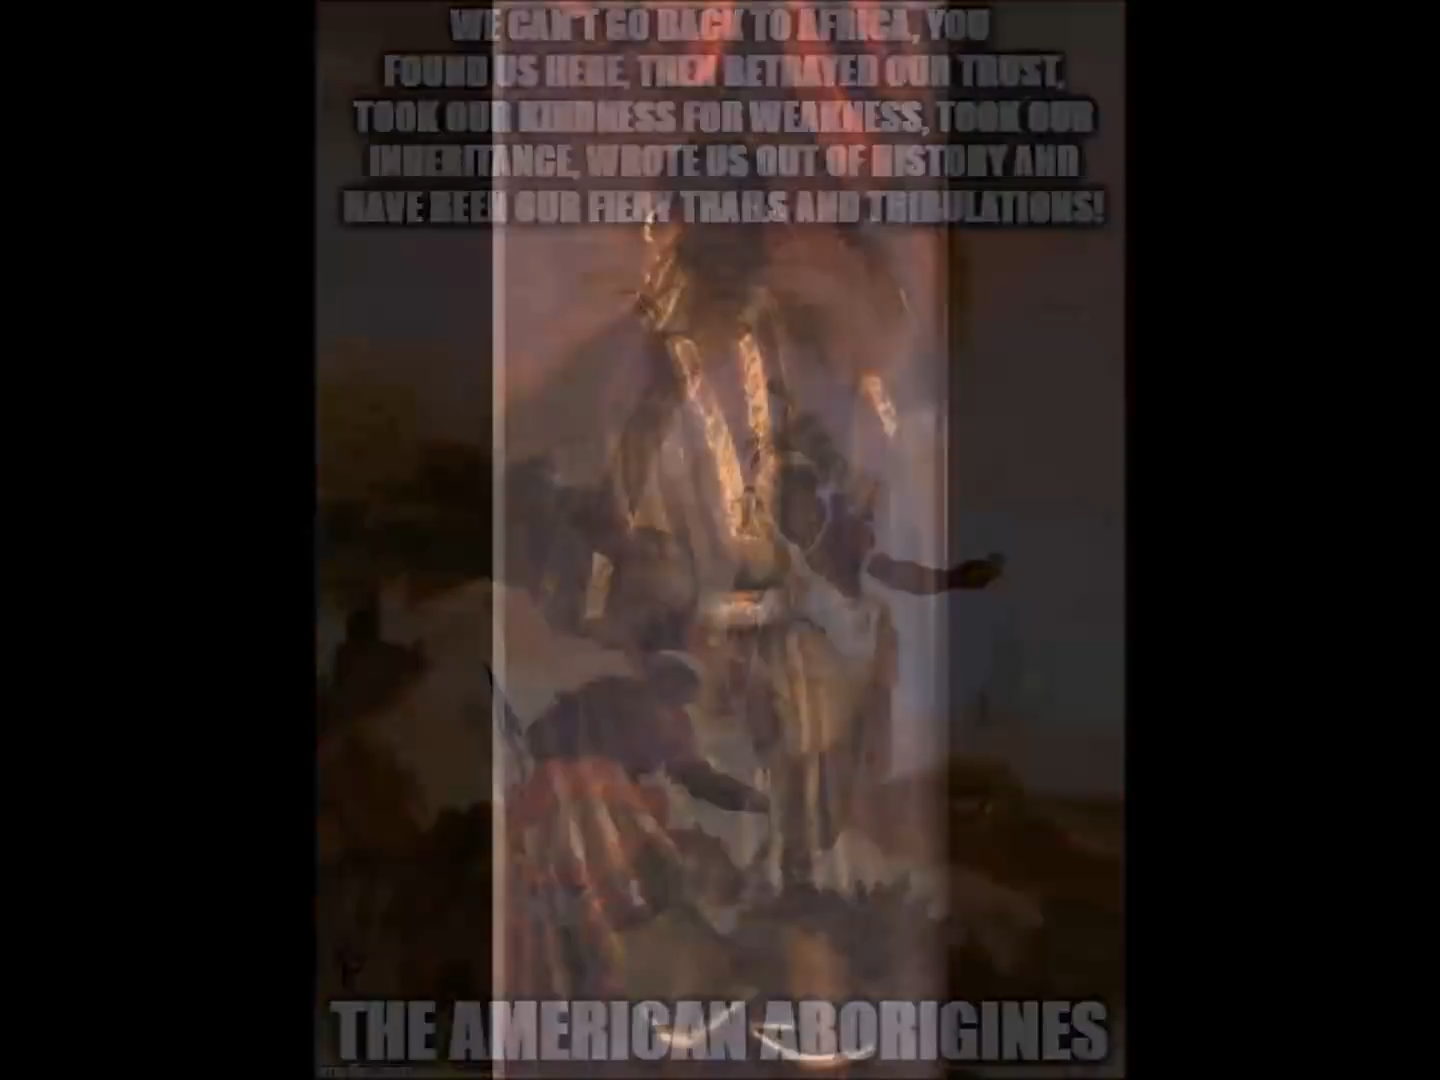 WE CAN'T GO BACK TO AFRICA, YOU
FOUND US HERE, THEN BETRAYED OUR TRUST,
TOOK OUR KINDNESS FOR WEAKNESS, TOOK OUR
INHERITANCE, WROTE US OUT OF HISTORY AND
HAVE BEEN OUR FIERY TRAILS AND TRIBULATIONS!
THE AMERICAN ABORIGINES